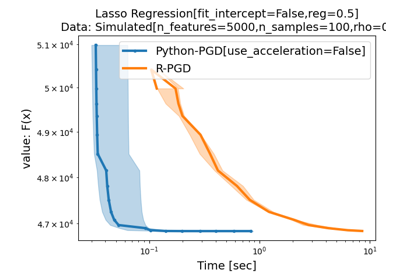 Lasso Regression[fit_intercept=False,reg=0.5]
Data: Simulated[n_features=5000,n_samples=100,rho=0
Python-PGD[use_acceleration=False]
R-PGD
value: F(x)
5.1 × 10⁴
5 × 10⁴
4.9 × 10⁴
4.8 × 10⁴
4.7 × 10⁴
10⁻¹ 10⁰ 10¹
Time [sec]